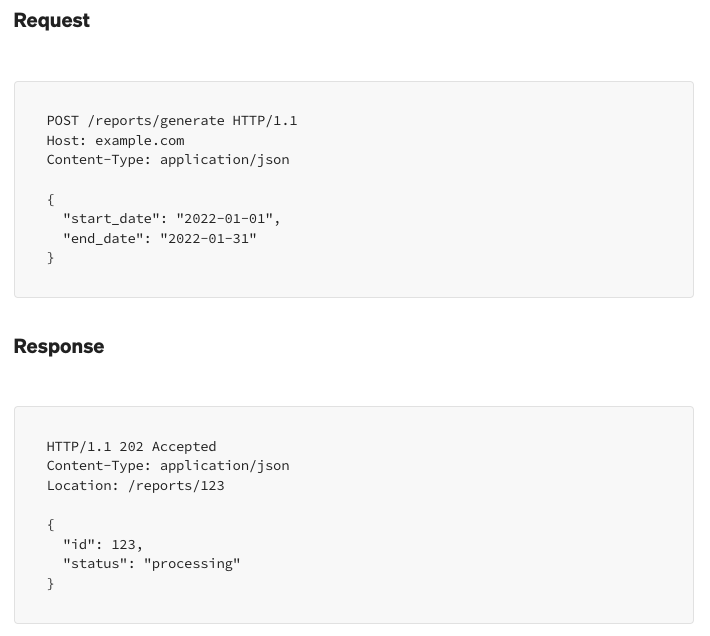 Request
POST /reports/generate HTTP/1.1
Host: example.com
Content-Type: application/json
{
  "start_date": "2022-01-01",
  "end_date": "2022-01-31"
}
Response
HTTP/1.1 202 Accepted
Content-Type: application/json
Location: /reports/123
{
  "id": 123,
  "status": "processing"
}